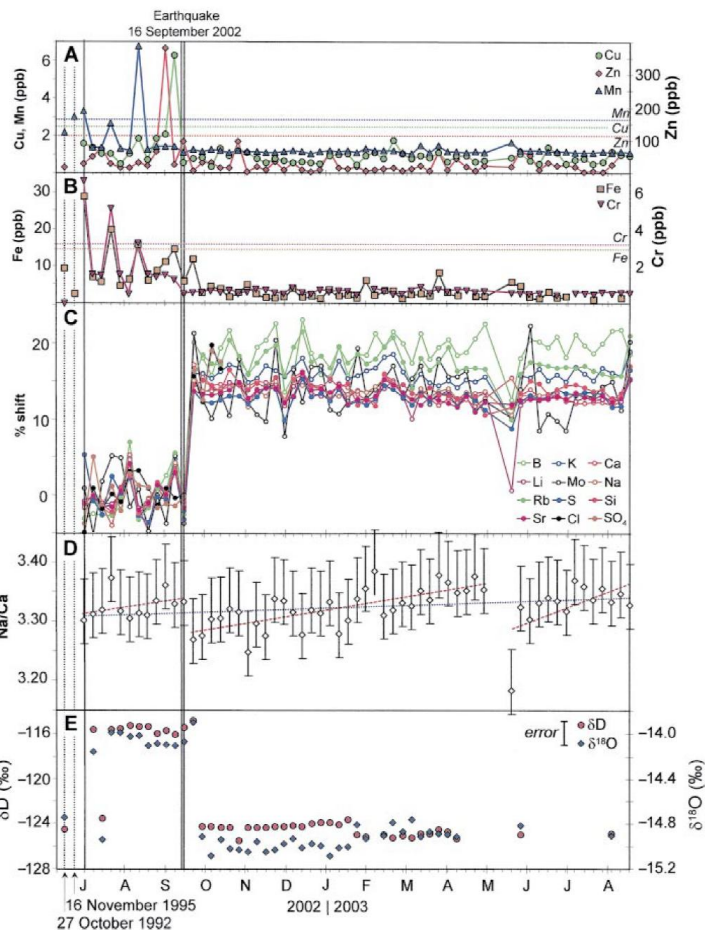 Earthquake
16 September 2002
A
6
4
2
Cu, Mn (ppb)
Cu
Zn
Mn
Mn
Cu
Zn
300
200
100
Zn (ppb)
B
30
20
10
Fe (ppb)
Fe
Cr
Cr
Fe
6
4
2
Cr (ppb)
C
20
10
0
% shift
B K Ca
Li Mo Na
Rb S Si
Sr Cl SO4
D
3.40
3.30
3.20
Na/Ca
E
–116
–120
–124
–128
δD (‰)
error
δD
δ18O
–14.0
–14.4
–14.8
–15.2
δ18O (‰)
J A S O N D J F M A M J J A
16 November 1995
27 October 1992
2002 | 2003